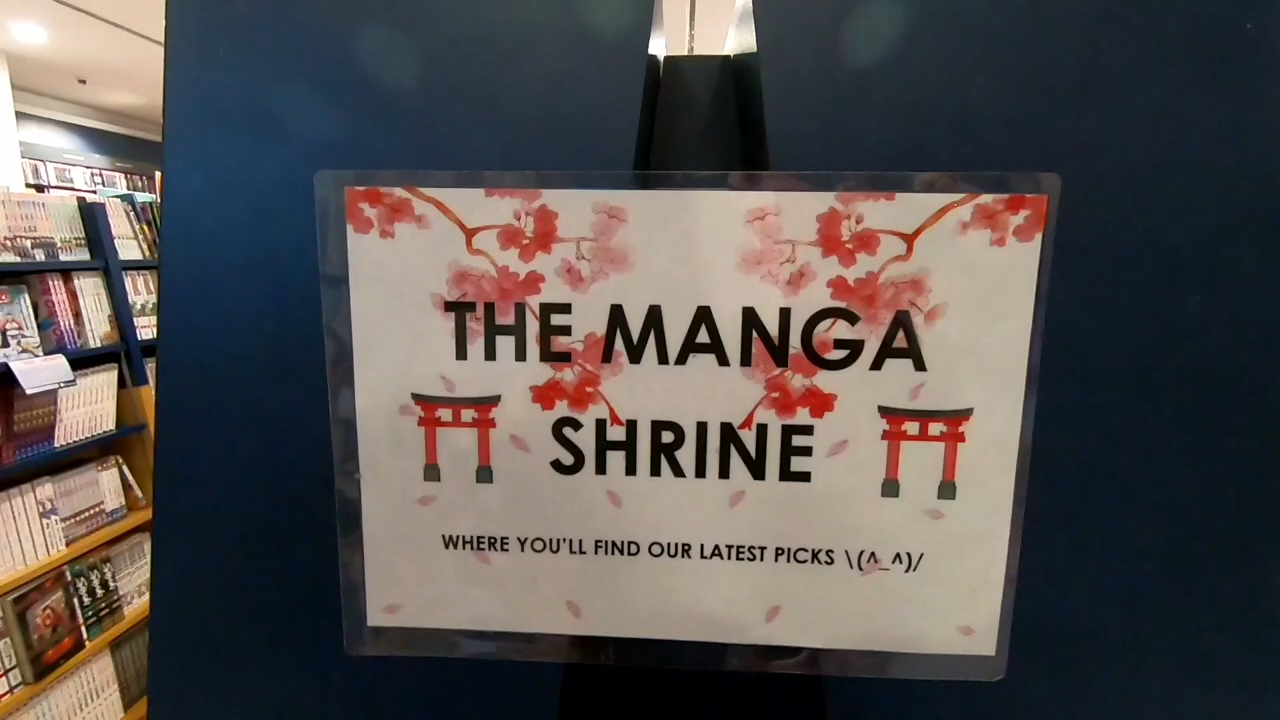 THE MANGA
SHRINE
WHERE YOU'LL FIND OUR LATEST PICKS \(^_^)/